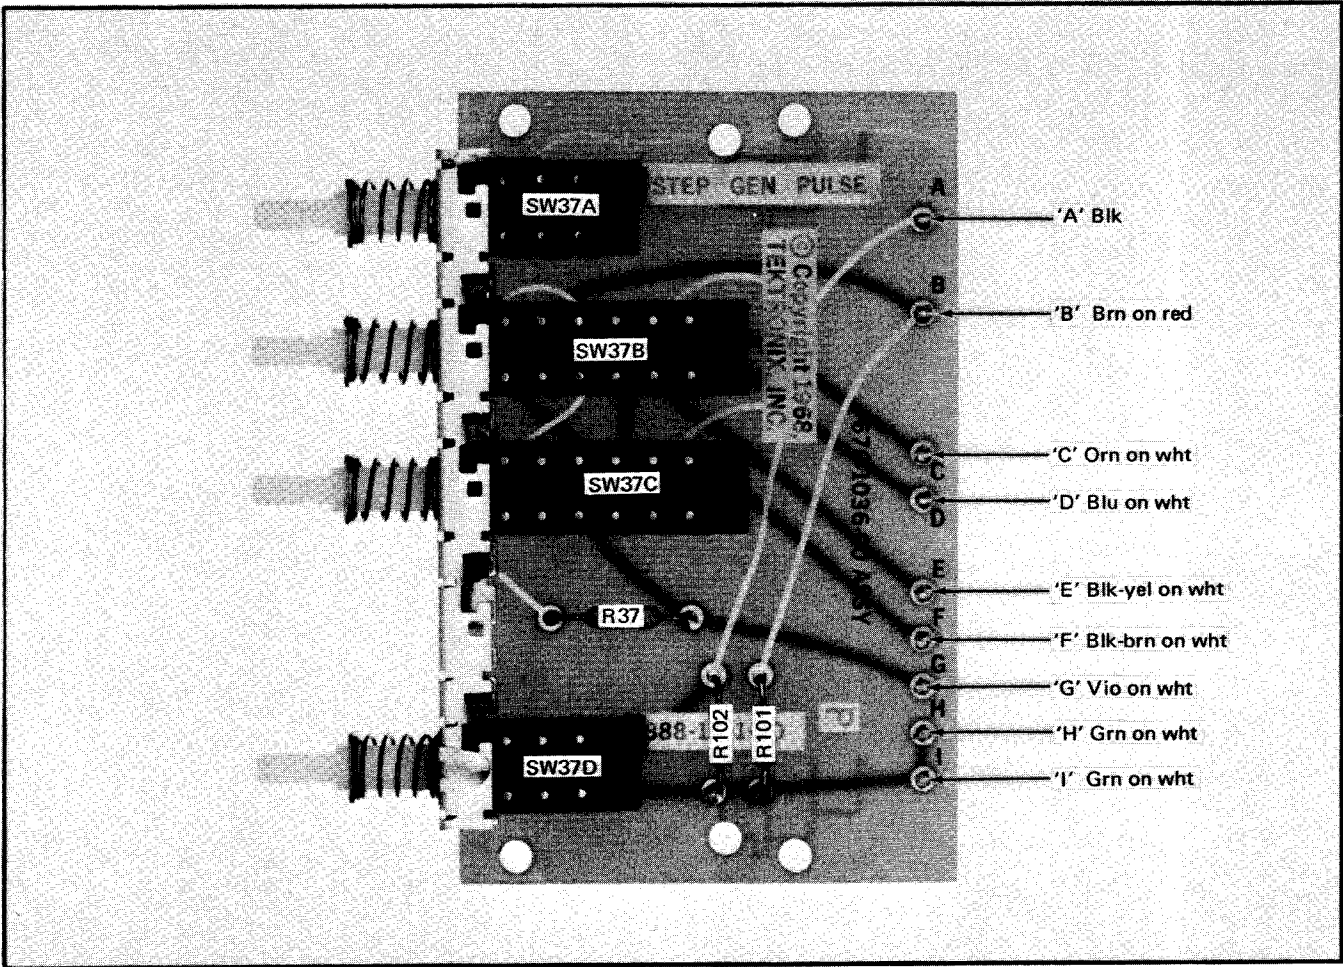 STEP GEN PULSE
SW37A
A
'A' Blk
© Copyright 1968,
TEKTRONIX INC
B
'B' Brn on red
SW37B
C
'C' Orn on wht
SW37C
D
'D' Blu on wht
ASSY
E
'E' Blk-yel on wht
R37
F
'F' Blk-brn on wht
G
'G' Vio on wht
R102
R101
P
H
'H' Grn on wht
SW37D
I
'I' Grn on wht